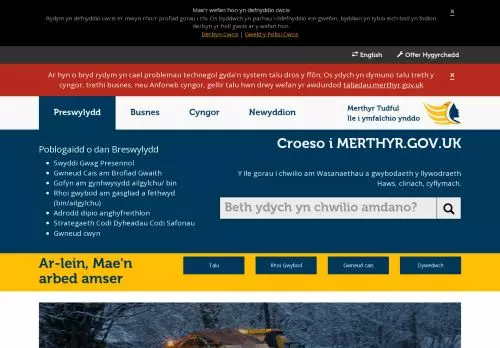 Mae'r wefan hon yn defnyddio cwcis
Rydym yn defnyddio cwcis er mwyn rhoi'r profiad gorau i chi. Os byddwch yn parhau i ddefnyddio ein gwefan, byddwn yn tybio eich bod yn fodlon derbyn yr holl gwcis ar y wefan hon.
Derbyn Cwcis | Gweld y Polisi Cwcis
x
English
Offer Hygyrchedd
Ar hyn o bryd rydym yn cael problemau technegol gyda'n system talu dros y ffôn; Os ydych yn dymuno talu treth y cyngor, trethi busnes, neu Anfoneb cyngor, gellir talu hwn drwy wefan yr awdurdod taliadau.merthyr.gov.uk
x
Preswylydd
Busnes
Cyngor
Newyddion
Merthyr Tudful
lle i ymfalchïo ynddo
Poblogaidd o dan Breswylydd
Swyddi Gwag Presennol
Gwneud Cais am Brofiad Gwaith
Gofyn am gynhwysydd ailgylchu/ bin
Rhoi gwybod am gasgliad a fethwyd (bin/ailgylchu)
Adrodd dipio anghyfreithlon
Strategaeth Codi Dyheadau Codi Safonau
Gwneud cwyn
Croeso i MERTHYR.GOV.UK
Y lle gorau i chwilio am Wasanaethau a gwybodaeth y llywodraeth
Haws, cliriach, cyflymach.
Beth ydych yn chwilio amdano?
Ar-lein, Mae'n arbed amser
Talu
Rhoi Gwybod
Gwneud cais
Dywedwch